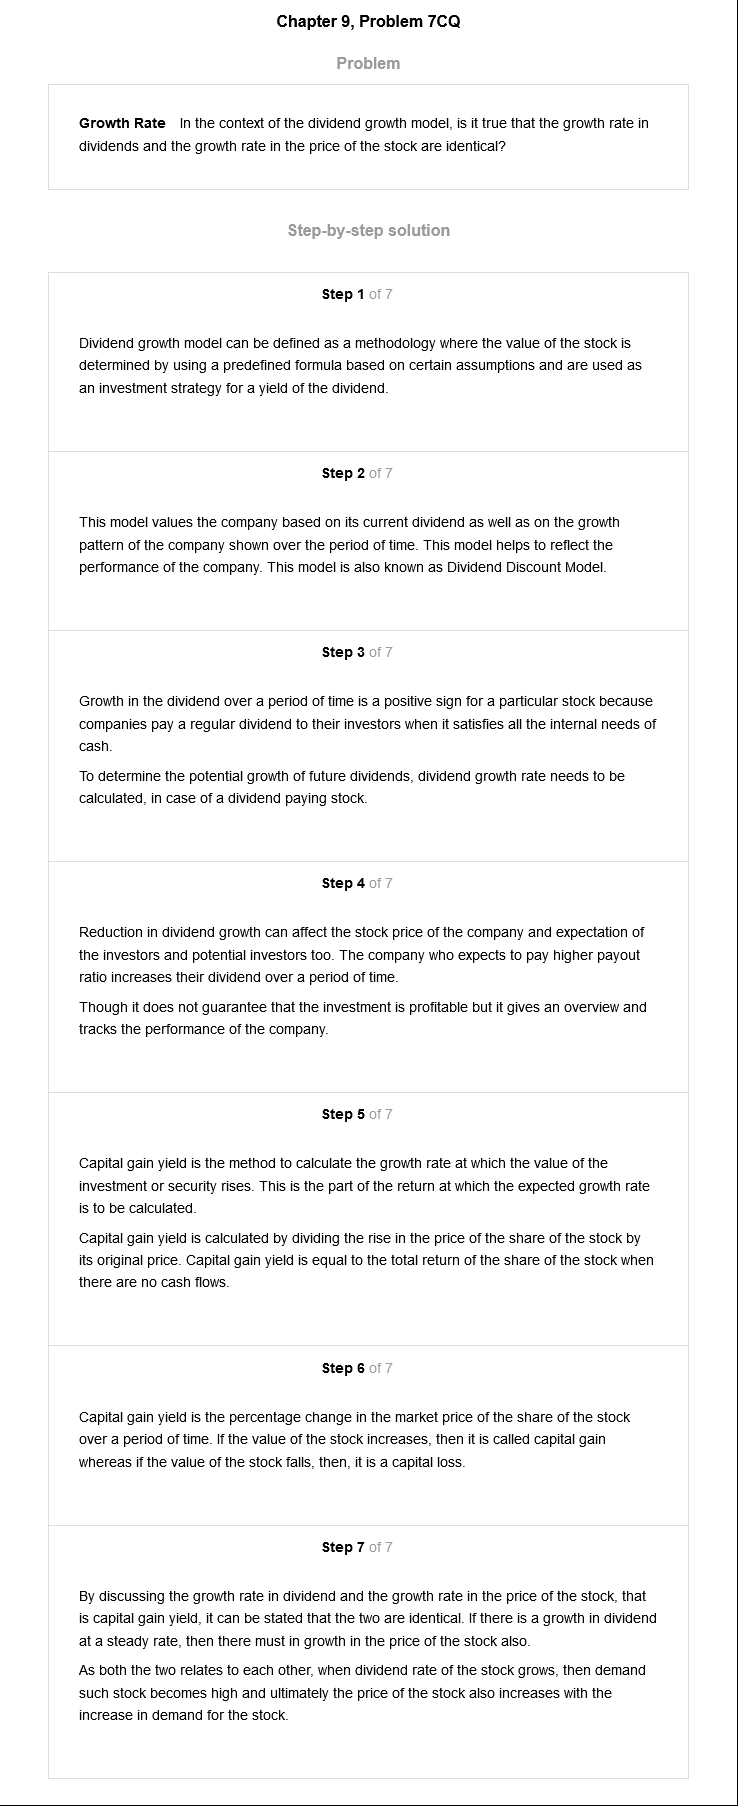 Chapter 9, Problem 7CQ
Problem
Growth Rate In the context of the dividend growth model, is it true that the growth rate in
dividends and the growth rate in the price of the stock are identical?
Step-by-step solution
Step 1 of 7
Dividend growth model can be defined as a methodology where the value of the stock is
determined by using a predefined formula based on certain assumptions and are used as
an investment strategy for a yield of the dividend.
Step 2 of 7
This model values the company based on its current dividend as well as on the growth
pattern of the company shown over the period of time. This model helps to reflect the
performance of the company. This model is also known as Dividend Discount Model.
Step 3 of 7
Growth in the dividend over a period of time is a positive sign for a particular stock because
companies pay a regular dividend to their investors when it satisfies all the internal needs of
cash.
To determine the potential growth of future dividends, dividend growth rate needs to be
calculated, in case of a dividend paying stock.
Step 4 of 7
Reduction in dividend growth can affect the stock price of the company and expectation of
the investors and potential investors too. The company who expects to pay higher payout
ratio increases their dividend over a period of time.
Though it does not guarantee that the investment is profitable but it gives an overview and
tracks the performance of the company.
Step 5 of 7
Capital gain yield is the method to calculate the growth rate at which the value of the
investment or security rises. This is the part of the return at which the expected growth rate
is to be calculated.
Capital gain yield is calculated by dividing the rise in the price of the share of the stock by
its original price. Capital gain yield is equal to the total return of the share of the stock when
there are no cash flows.
Step 6 of 7
Capital gain yield is the percentage change in the market price of the share of the stock
over a period of time. If the value of the stock increases, then it is called capital gain
whereas if the value of the stock falls, then, it is a capital loss.
Step 7 of 7
By discussing the growth rate in dividend and the growth rate in the price of the stock, that
is capital gain yield, it can be stated that the two are identical. If there is a growth in dividend
at a steady rate, then there must in growth in the price of the stock also.
As both the two relates to each other, when dividend rate of the stock grows, then demand
such stock becomes high and ultimately the price of the stock also increases with the
increase in demand for the stock.